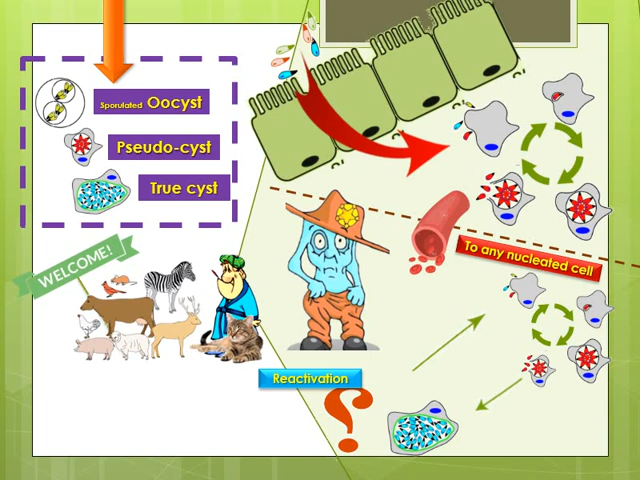 Sporulated Oocyst
Pseudo-cyst
True cyst
WELCOME!
To any nucleated cell
Reactivation
?